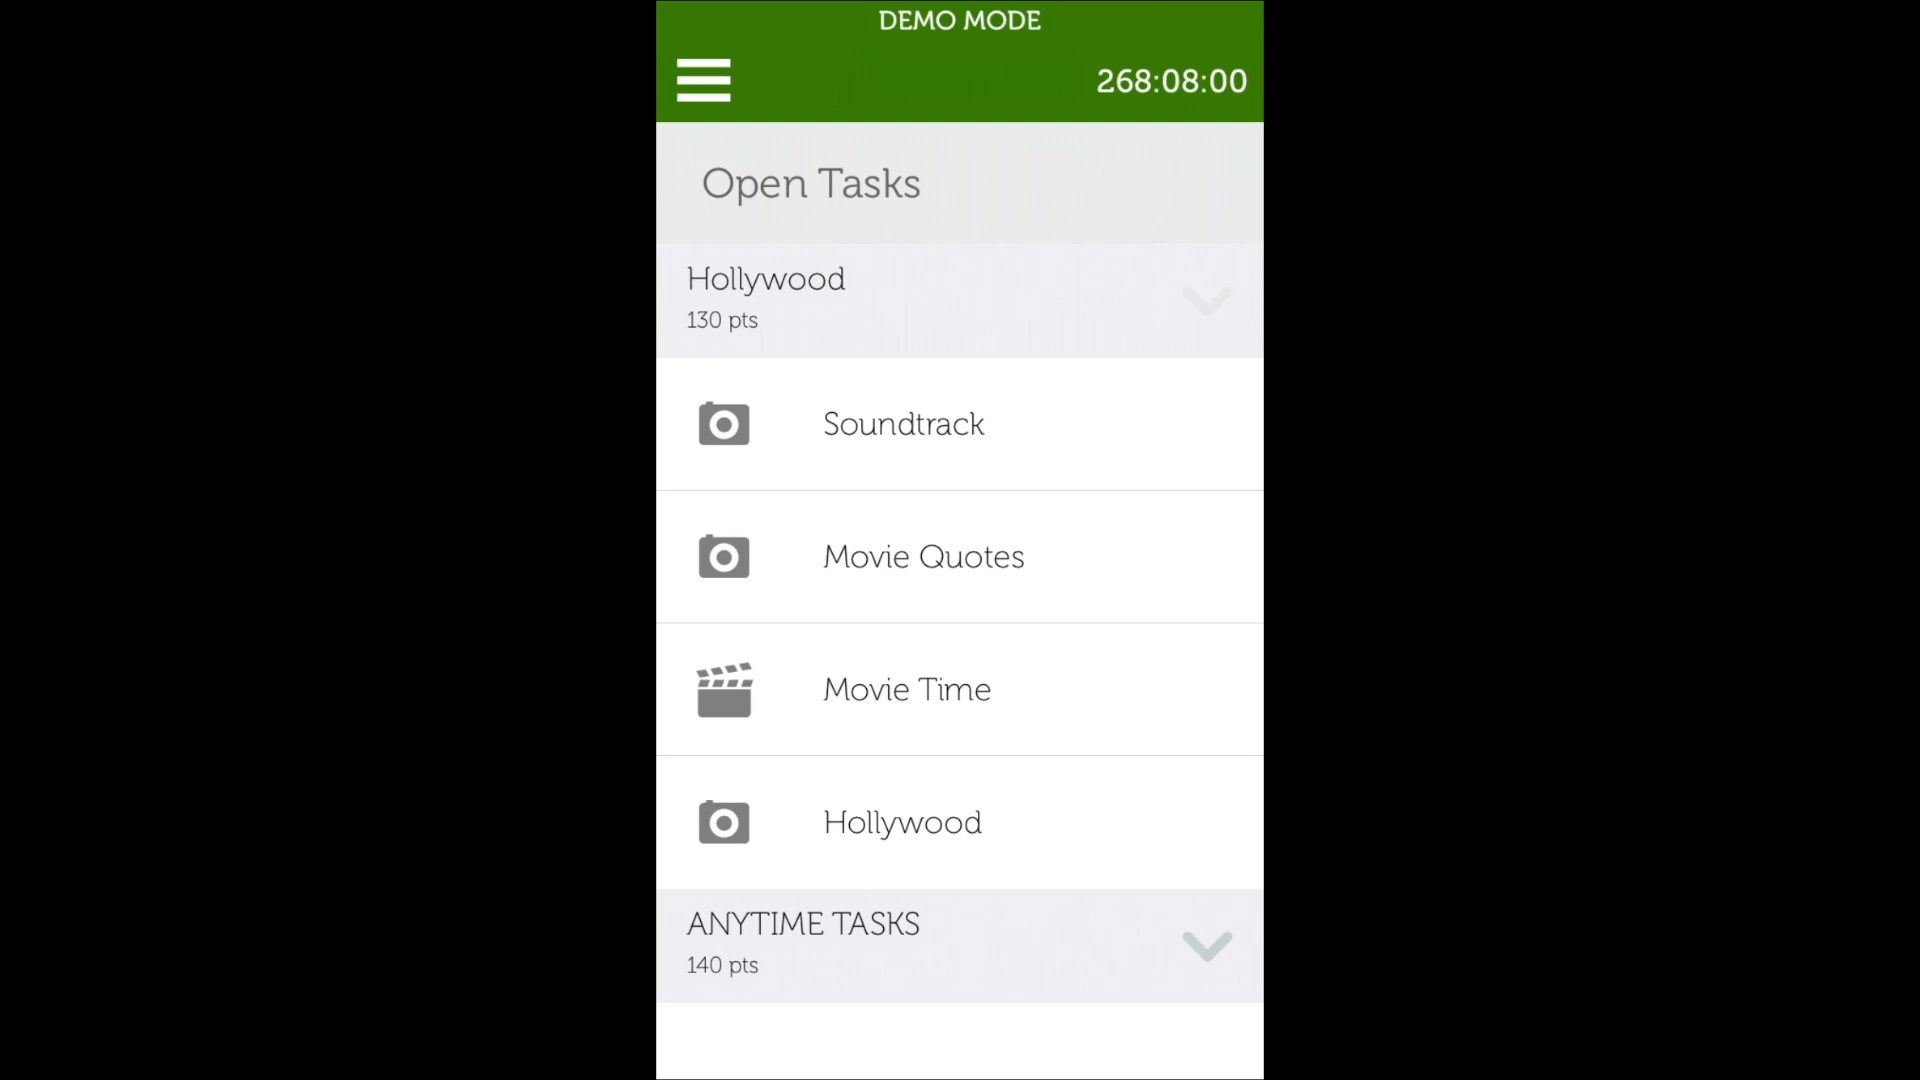 DEMO MODE
268:08:00
Open Tasks
Hollywood
130 pts
Soundtrack
Movie Quotes
Movie Time
Hollywood
ANYTIME TASKS
140 pts